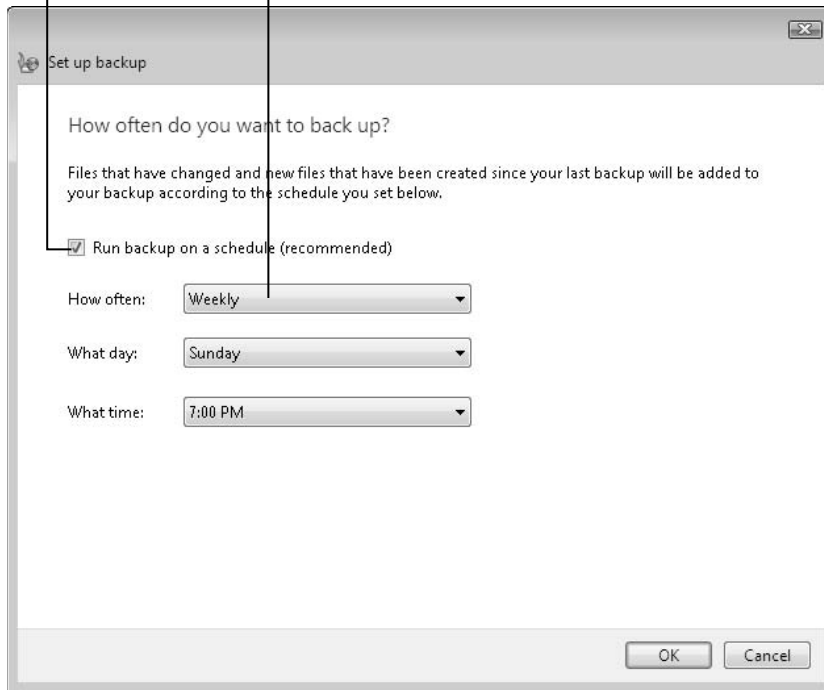 Set up backup
How often do you want to back up?
Files that have changed and new files that have been created since your last backup will be added to
your backup according to the schedule you set below.
Run backup on a schedule (recommended)
How often: Weekly
What day: Sunday
What time: 7:00 PM
OK Cancel